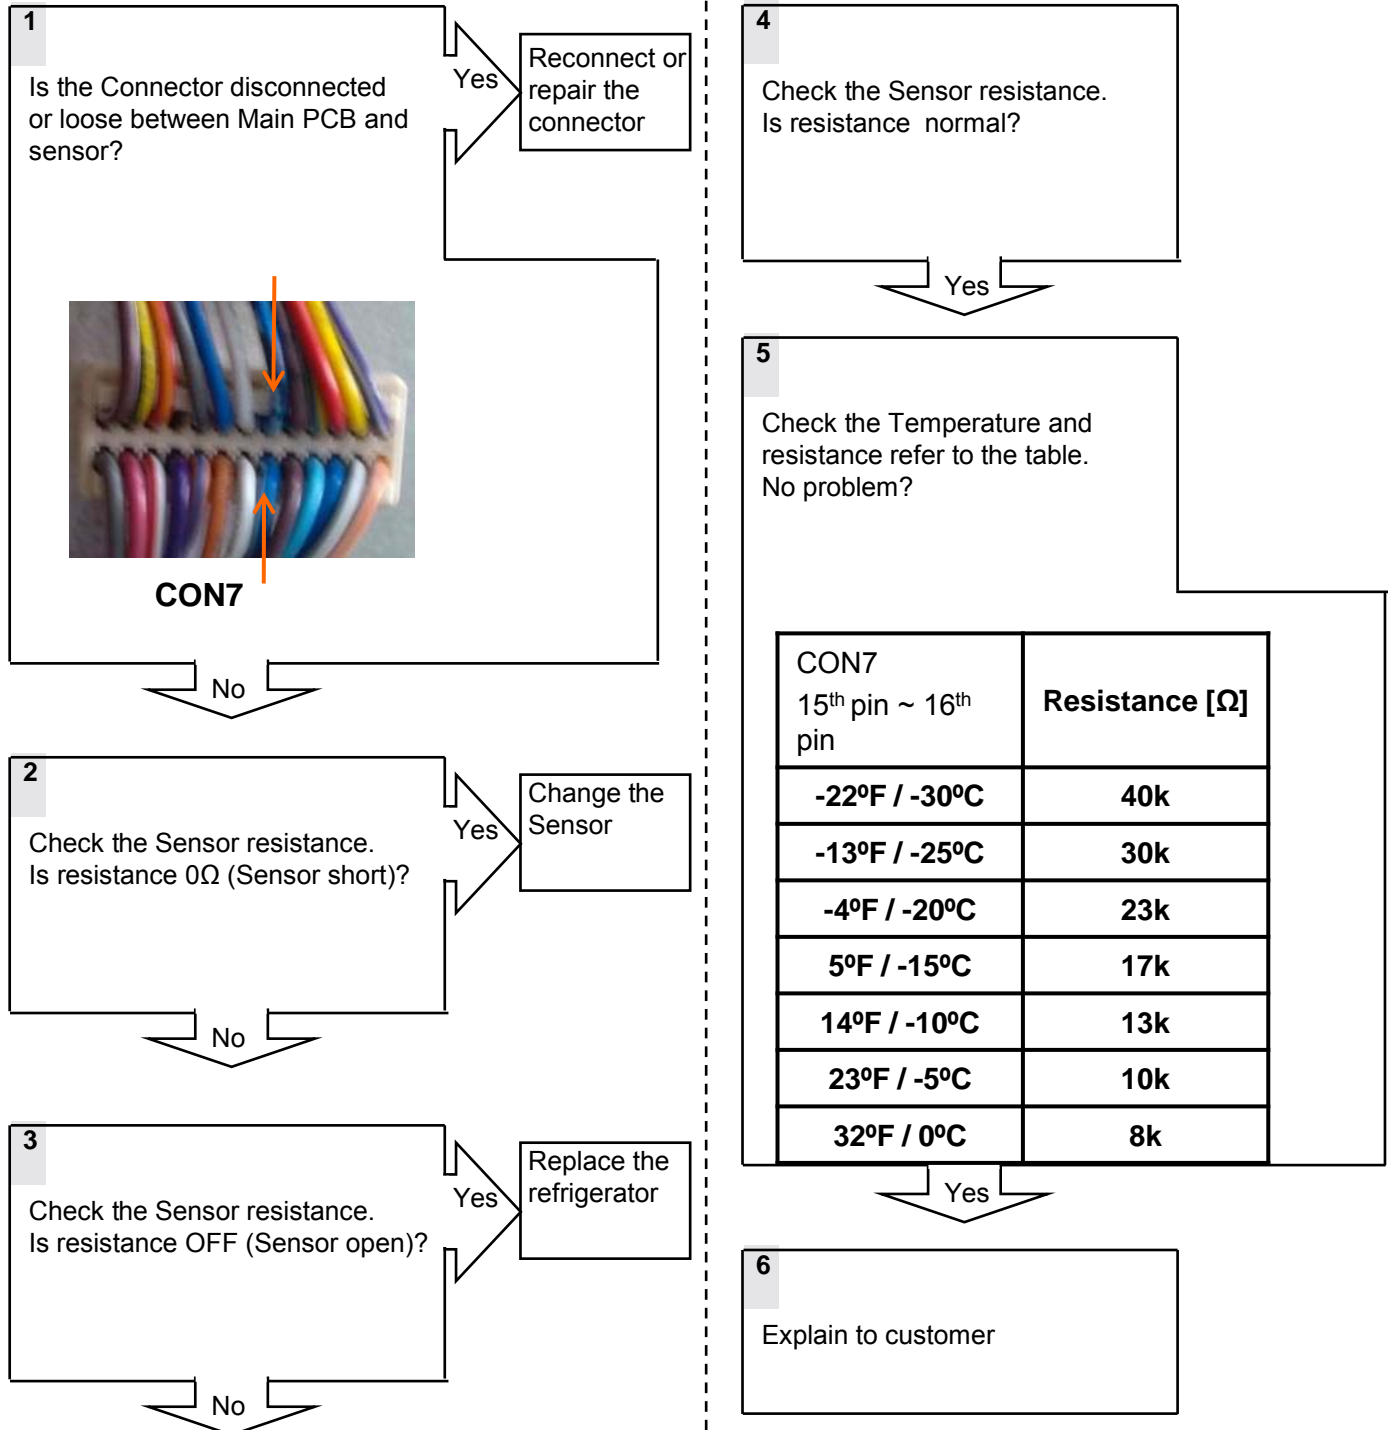 1
Is the Connector disconnected
or loose between Main PCB and
sensor?
Yes
Reconnect or
repair the
connector
CON7
No
2
Check the Sensor resistance.
Is resistance 0Ω (Sensor short)?
Yes
Change the
Sensor
No
3
Check the Sensor resistance.
Is resistance OFF (Sensor open)?
Yes
Replace the
refrigerator
No
4
Check the Sensor resistance.
Is resistance normal?
Yes
5
Check the Temperature and
resistance refer to the table.
No problem?
CON7
15th pin ~ 16th
pin
Resistance [Ω]
-22ºF / -30ºC 40k
-13ºF / -25ºC 30k
-4ºF / -20ºC 23k
5ºF / -15ºC 17k
14ºF / -10ºC 13k
23ºF / -5ºC 10k
32ºF / 0ºC 8k
Yes
6
Explain to customer